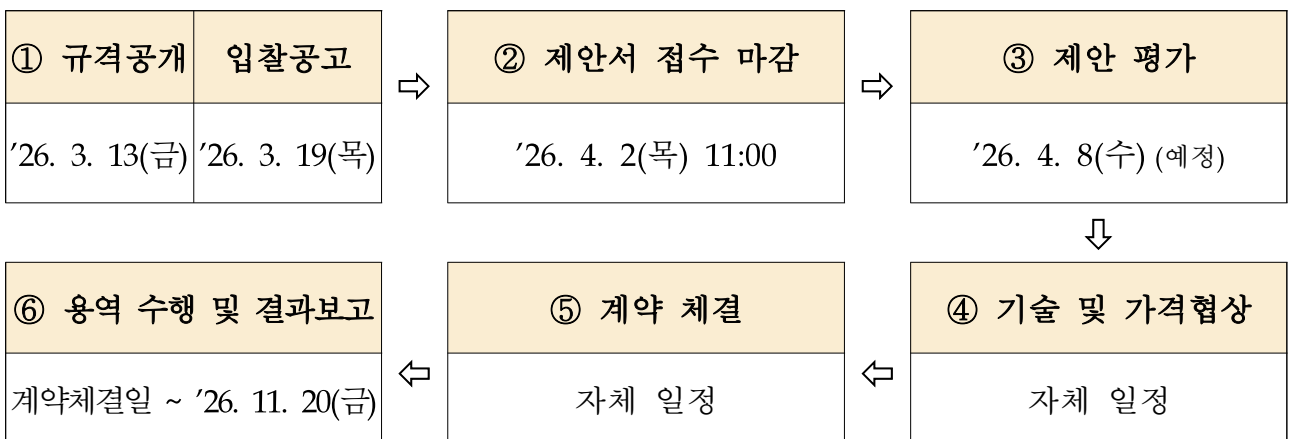 ① 규격공개 입찰공고 ⇨ ② 제안서 접수 마감 ⇨ ③ 제안 평가
’26. 3. 13(금) ’26. 3. 19(목) ’26. 4. 2(목) 11:00 ’26. 4. 8(수) (예정)
⇩
⑥ 용역 수행 및 결과보고 ⇦ ⑤ 계약 체결 ⇦ ④ 기술 및 가격협상
계약체결일 ~ ’26. 11. 20(금) 자체 일정 자체 일정